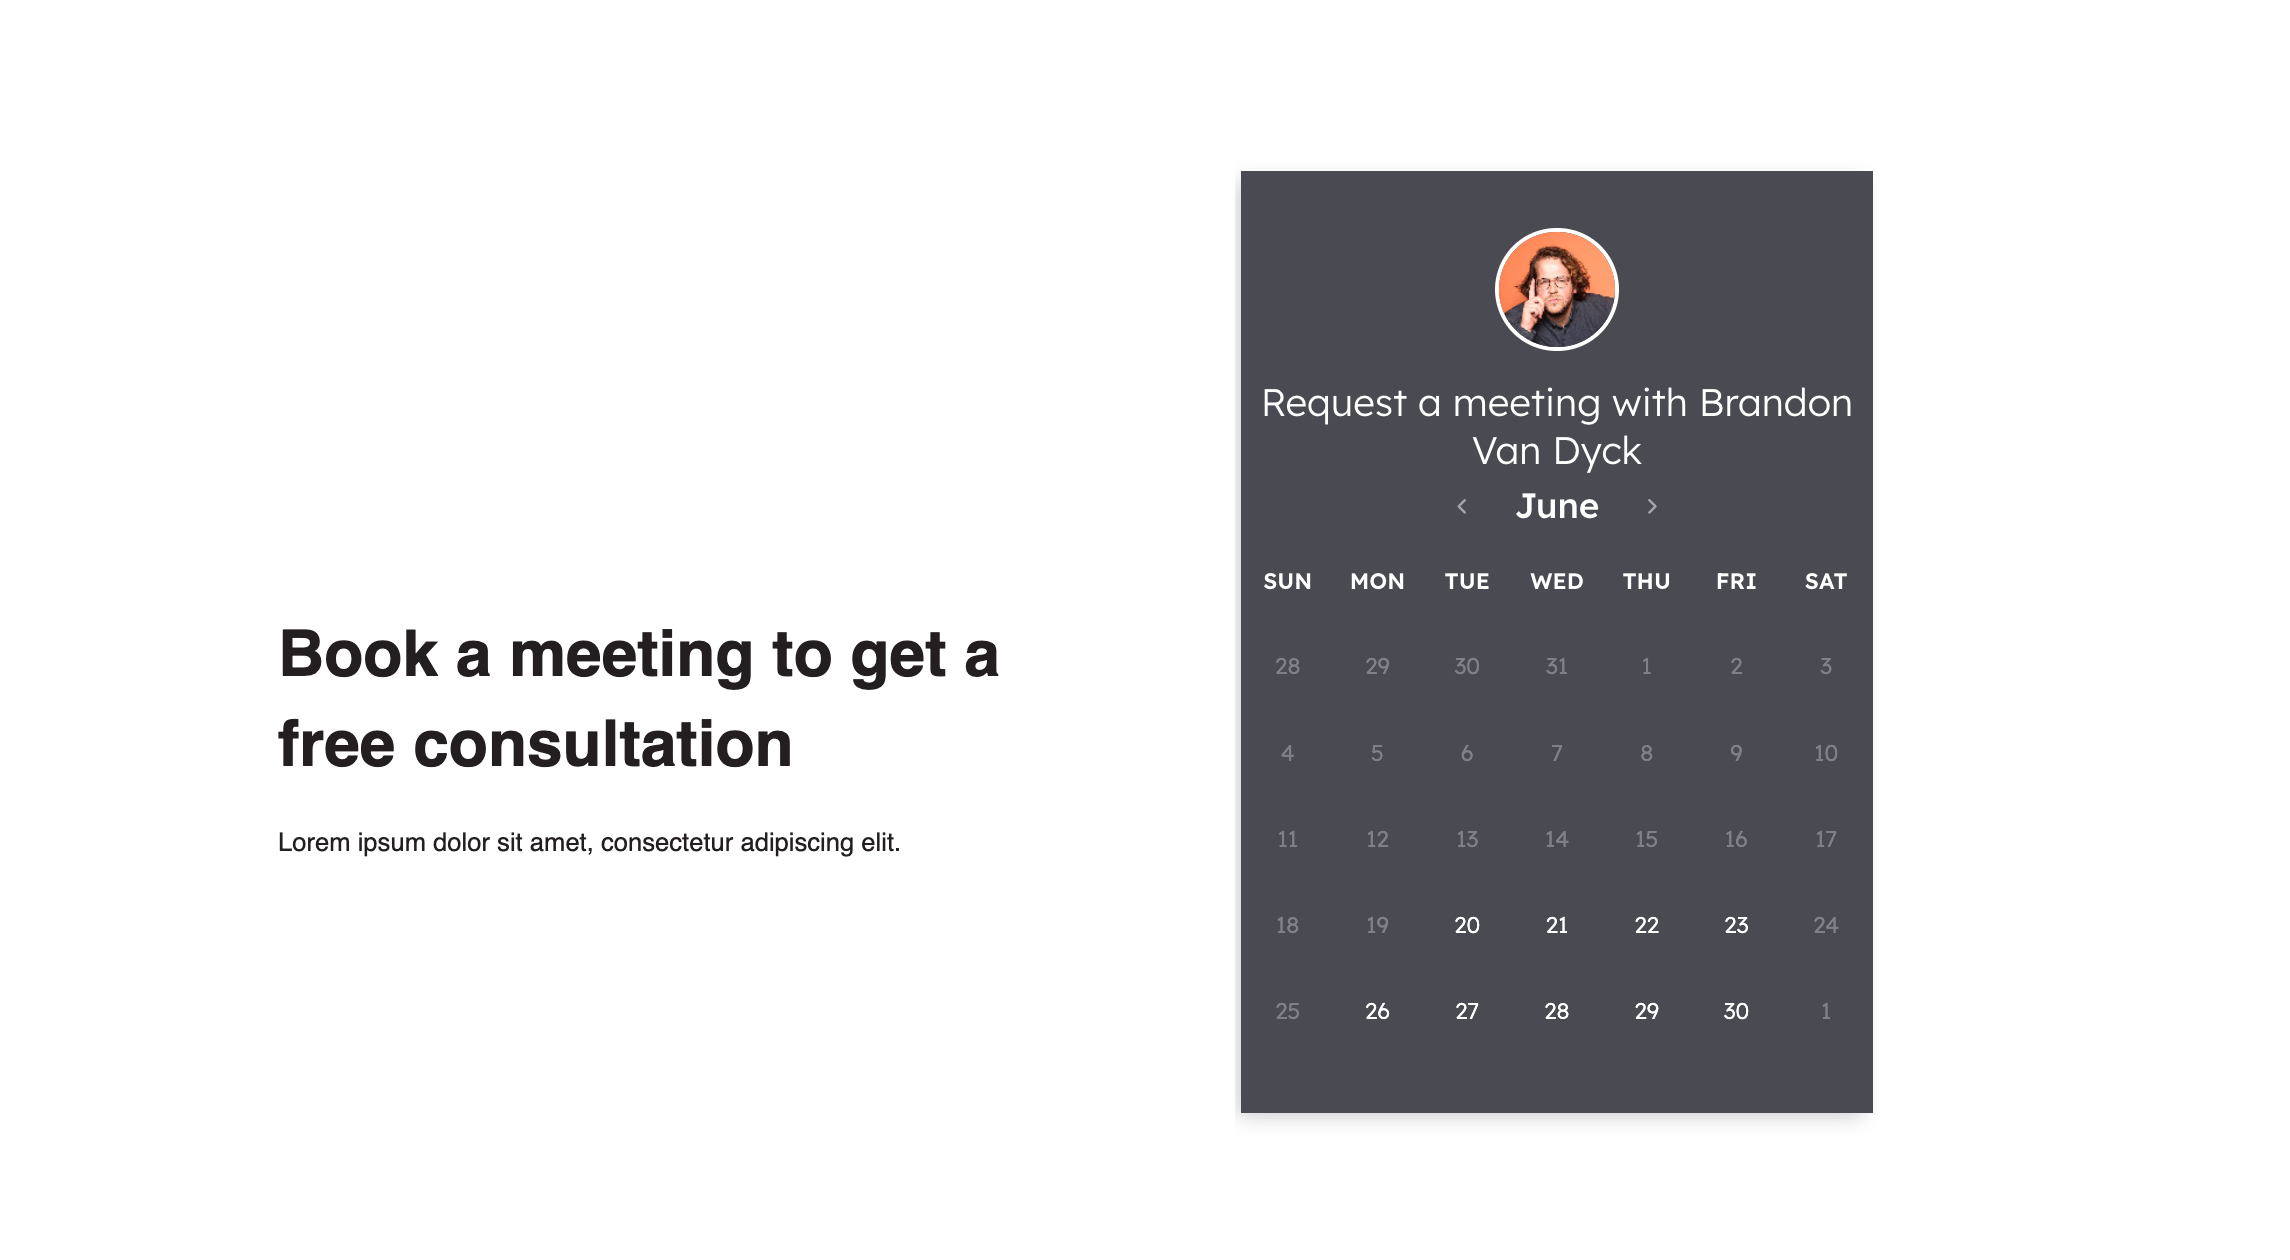 Book a meeting to get a
free consultation
Lorem ipsum dolor sit amet, consectetur adipiscing elit.
Request a meeting with Brandon
Van Dyck
June
SUN MON TUE WED THU FRI SAT
28 29 30 31 1 2 3
4 5 6 7 8 9 10
11 12 13 14 15 16 17
18 19 20 21 22 23 24
25 26 27 28 29 30 1